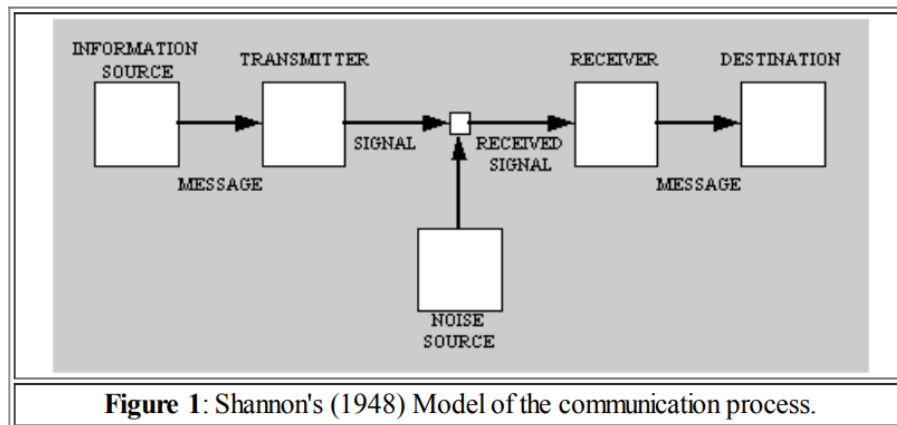 INFORMATION
SOURCE
TRANSMITTER
RECEIVER
DESTINATION
SIGNAL
RECEIVED
SIGNAL
MESSAGE
MESSAGE
NOISE
SOURCE
Figure 1: Shannon's (1948) Model of the communication process.